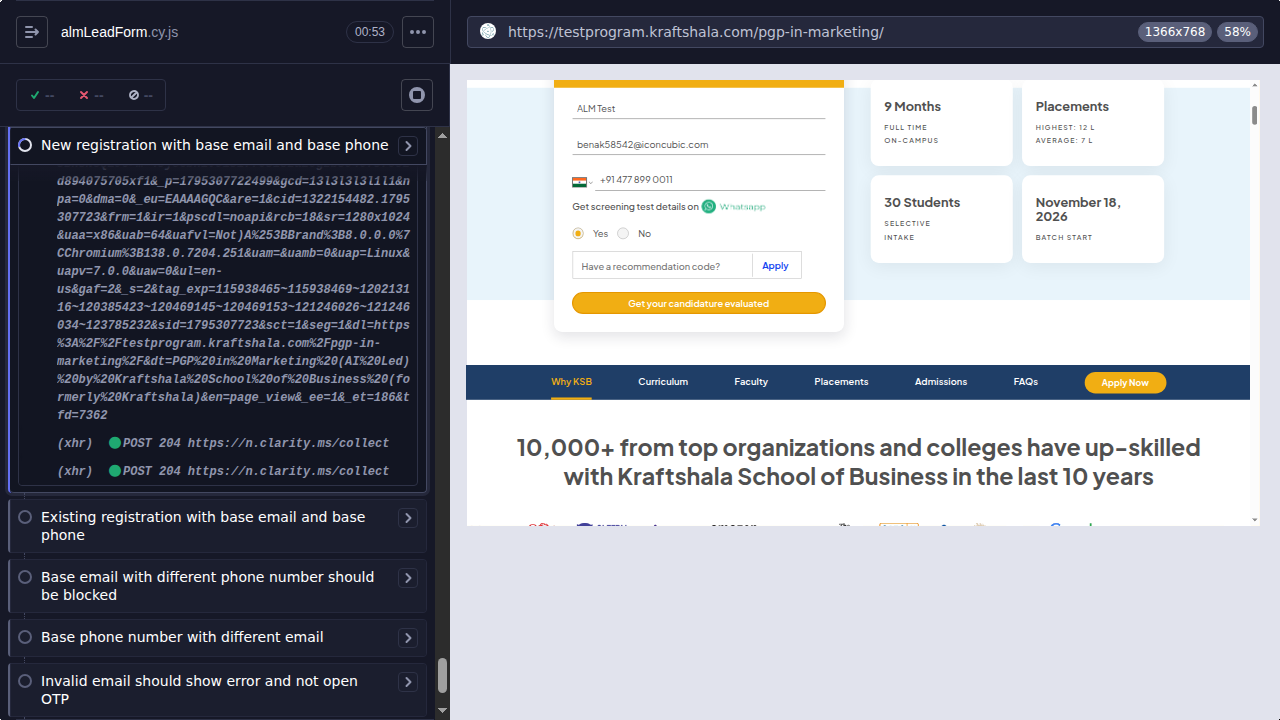 almLeadForm.cy.js
00:53
--
--
--
New registration with base email and base phone
d894075705xf1&_p=1795307722499&gcd=13l3l3l3l1l1&n
pa=0&dma=0&_eu=EAAAAGQC&are=1&cid=1322154482.1795
307723&frm=1&ir=1&pscdl=noapi&rcb=18&sr=1280x1024
&uaa=x86&uab=64&uafvl=Not)A%253BBrand%3B8.0.0.0%7
CChromium%3B138.0.7204.251&uam=&uamb=0&uap=Linux&
uapv=7.0.0&uaw=0&ul=en-
us&gaf=2&_s=2&tag_exp=115938465~115938469~1202131
16~120385423~120469145~120469153~121246026~121246
034~123785232&sid=1795307723&sct=1&seg=1&dl=https
%3A%2F%2Ftestprogram.kraftshala.com%2Fpgp-in-
marketing%2F&dt=PGP%20in%20Marketing%20(AI%20Led)
%20by%20Kraftshala%20School%20of%20Business%20(fo
rmerly%20Kraftshala)&en=page_view&_ee=1&_et=186&t
fd=7362
(xhr) POST 204 https://n.clarity.ms/collect
(xhr) POST 204 https://n.clarity.ms/collect
Existing registration with base email and base
phone
Base email with different phone number should
be blocked
Base phone number with different email
Invalid email should show error and not open
OTP
https://testprogram.kraftshala.com/pgp-in-marketing/
1366x768
58%
ALMTest
benak58542@iconcubic.com
+91 477 899 0011
Get screening test details on Whatsapp
Yes
No
Have a recommendation code?
Apply
Get your candidature evaluated
9 Months
FULL TIME
ON-CAMPUS
Placements
HIGHEST: 12 L
AVERAGE: 7 L
30 Students
SELECTIVE
INTAKE
November 18,
2026
BATCH START
Why KSB
Curriculum
Faculty
Placements
Admissions
FAQs
Apply Now
10,000+ from top organizations and colleges have up-skilled
with Kraftshala School of Business in the last 10 years